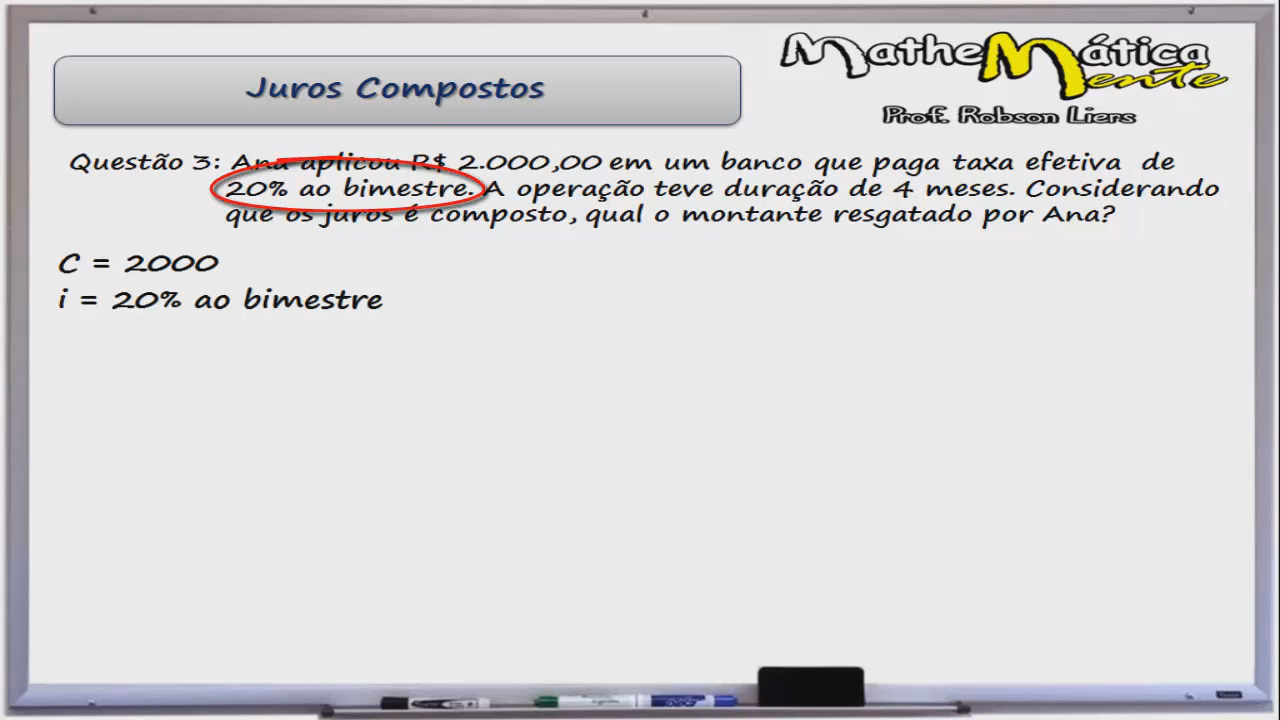 Juros Compostos
MatheMática
mente
Prof. Robson Liers
Questão 3: Ana aplicou R$ 2.000,00 em um banco que paga taxa efetiva de
20% ao bimestre. A operação teve duração de 4 meses. Considerando
que os juros é composto, qual o montante resgatado por Ana?
C = 2000
i = 20% ao bimestre